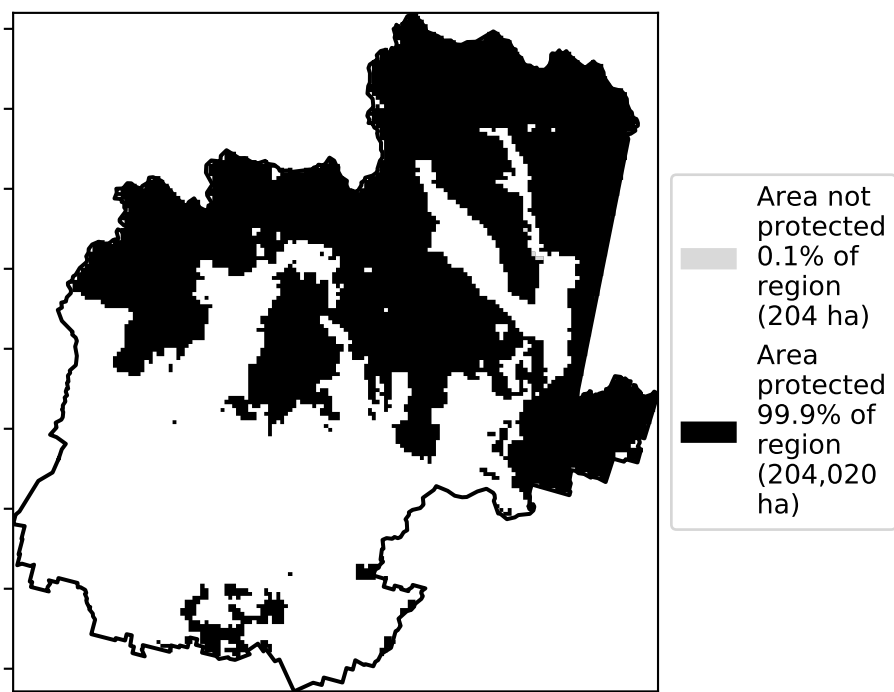 Area not
protected
0.1% of
region
(204 ha)
Area
protected
99.9% of
region
(204,020
ha)